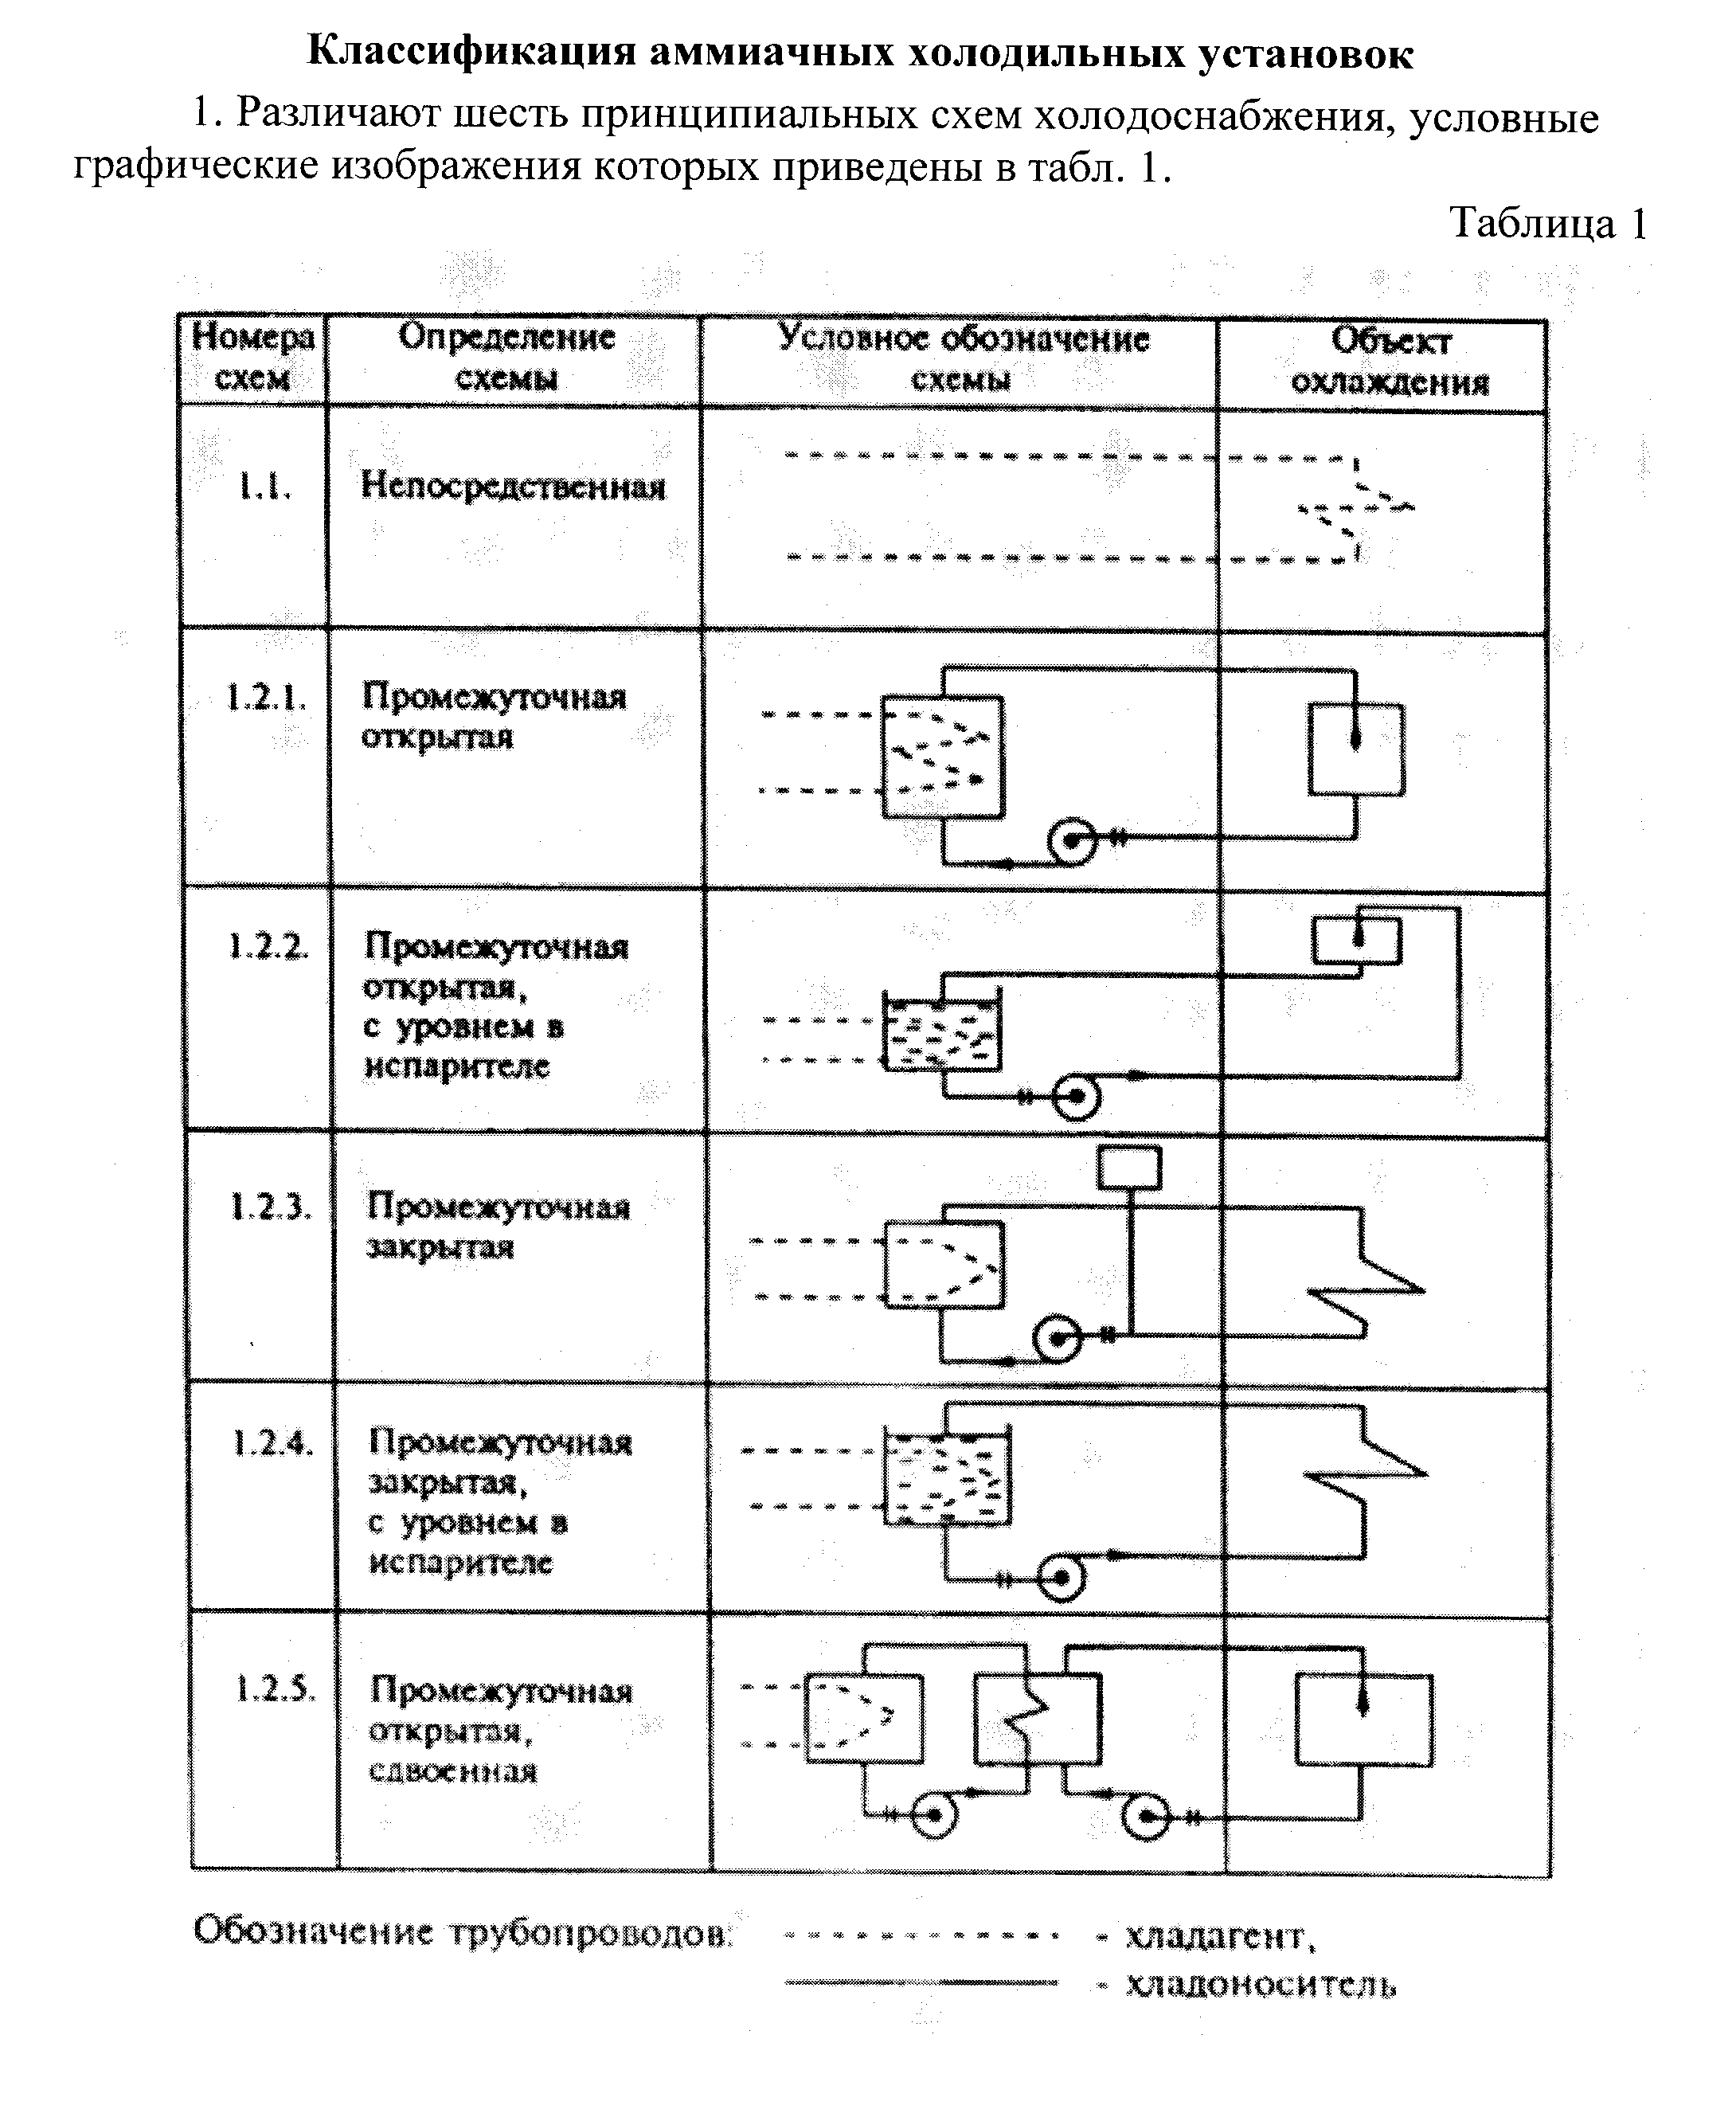 Классификация аммиачных холодильных установок
1. Различают шесть принципиальных схем холодоснабжения, условные
графические изображения которых приведены в табл. 1.
Таблица 1
Номера
схем
Определение
схемы
Условное обозначение
схемы
Объект
охлаждения
1.1.
Непосредственная
1.2.1.
Промежуточная
открытая
1.2.2.
Промежуточная
открытая,
с уровнем в
испарителе
1.2.3.
Промежуточная
закрытая
1.2.4.
Промежуточная
закрытая,
с уровнем в
испарителе
1.2.5.
Промежуточная
открытая,
сдвоенная
Обозначение трубопроводов: - хладагент,
- хладоноситель